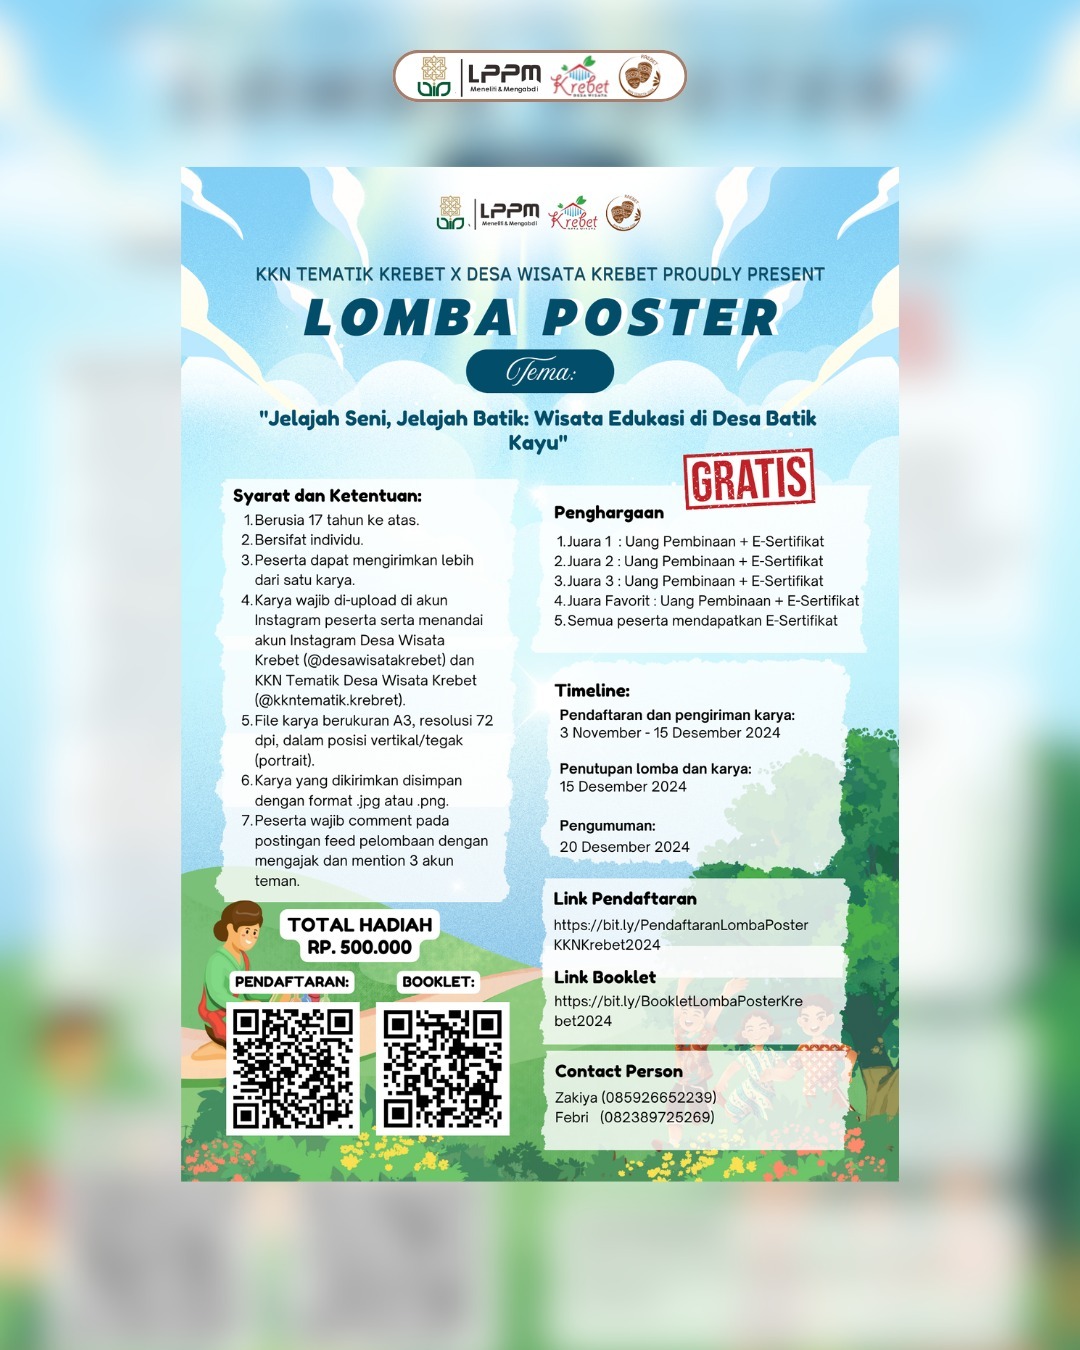 LPPM
Meneliti & Mengabdi
Krebet
DESA WISATA
KREBET
LPPM
Meneliti & Mengabdi
Krebet
DESA WISATA
KREBET
KKN TEMATIK KREBET X DESA WISATA KREBET PROUDLY PRESENT
LOMBA POSTER
Tema:
"Jelajah Seni, Jelajah Batik: Wisata Edukasi di Desa Batik
Kayu"
GRATIS
Syarat dan Ketentuan:
1. Berusia 17 tahun ke atas.
2. Bersifat individu.
3. Peserta dapat mengirimkan lebih
dari satu karya.
4. Karya wajib di-upload di akun
Instagram peserta serta menandai
akun Instagram Desa Wisata
Krebet (@desawisatakrebet) dan
KKN Tematik Desa Wisata Krebet
(@kkntematik.krebret).
5. File karya berukuran A3, resolusi 72
dpi, dalam posisi vertikal/tegak
(portrait).
6. Karya yang dikirimkan disimpan
dengan format .jpg atau .png.
7. Peserta wajib comment pada
postingan feed pelombaan dengan
mengajak dan mention 3 akun
teman.
TOTAL HADIAH
RP. 500.000
PENDAFTARAN:
BOOKLET:
Penghargaan
1. Juara 1 : Uang Pembinaan + E-Sertifikat
2. Juara 2 : Uang Pembinaan + E-Sertifikat
3. Juara 3 : Uang Pembinaan + E-Sertifikat
4. Juara Favorit : Uang Pembinaan + E-Sertifikat
5. Semua peserta mendapatkan E-Sertifikat
Timeline:
Pendaftaran dan pengiriman karya:
3 November - 15 Desember 2024
Penutupan lomba dan karya:
15 Desember 2024
Pengumuman:
20 Desember 2024
Link Pendaftaran
https://bit.ly/PendaftaranLombaPoster
KKNKrebet2024
Link Booklet
https://bit.ly/BookletLombaPosterKre
bet2024
Contact Person
Zakiya (085926652239)
Febri (082389725269)